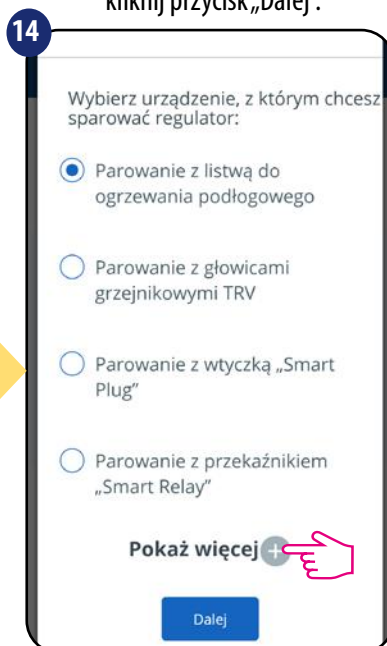 kliknij przycisk „Dalej".
14
Wybierz urządzenie, z którym chcesz
sparować regulator:
Parowanie z listwą do
ogrzewania podłogowego
Parowanie z głowicami
grzejnikowymi TRV
Parowanie z wtyczką „Smart
Plug”
Parowanie z przekaźnikiem
„Smart Relay”
Pokaż więcej +
Dalej